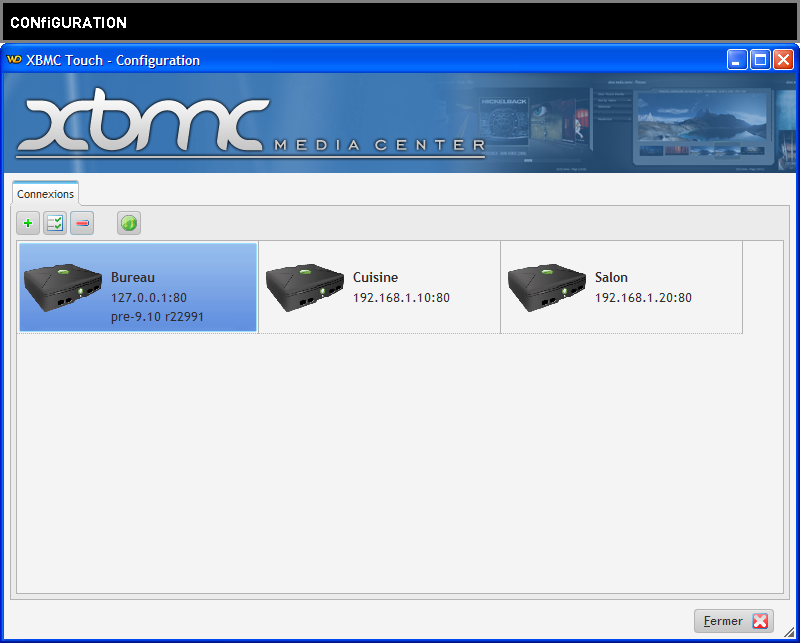 CONfiGURATION
XBMC Touch - Configuration
xbmc MEDIA CENTER
NICKELBACK
Connexions
Bureau
127.0.0.1:80
pre-9.10 r22991
Cuisine
192.168.1.10:80
Salon
192.168.1.20:80
Fermer